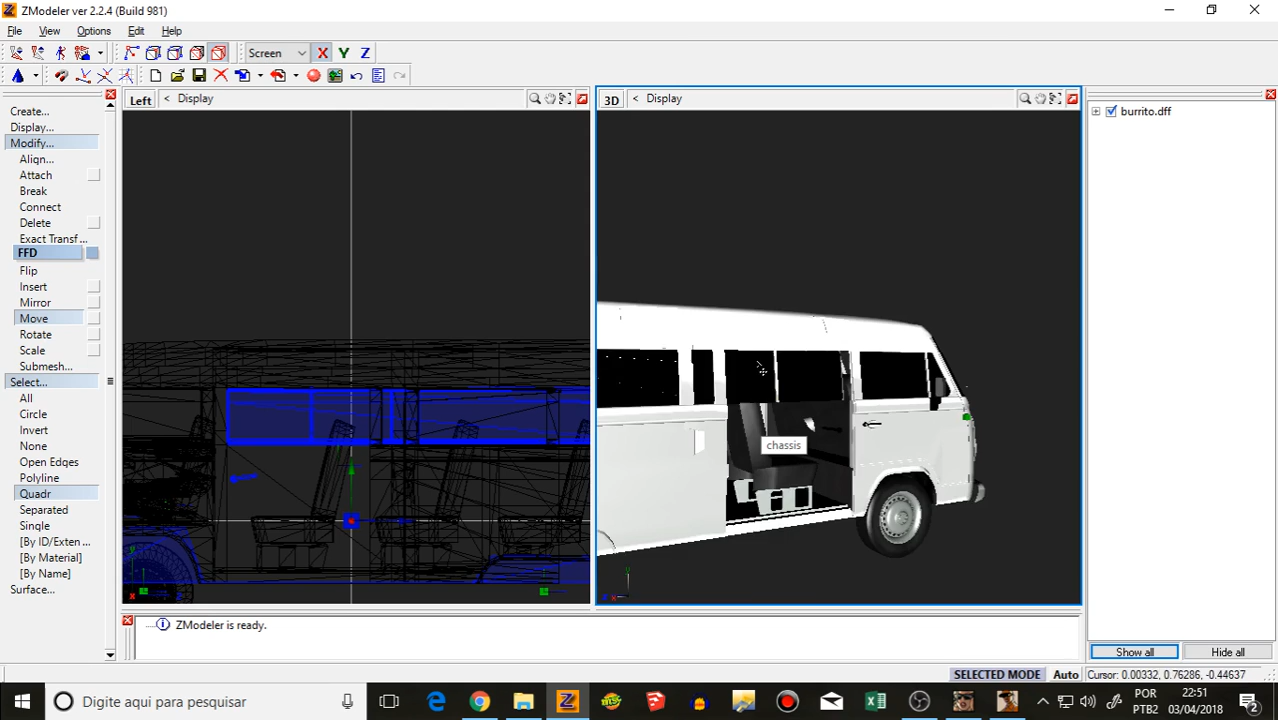 ZModeler ver 2.2.4 (Build 981)
File View Options Edit Help
Screen X Y Z
Left < Display
3D < Display
Create...
Display...
Modify...
Align...
Attach
Break
Connect
Delete
Exact Transf ...
FFD
Flip
Insert
Mirror
Move
Rotate
Scale
Submesh...
Select...
All
Circle
Invert
None
Open Edges
Polyline
Quadr
Separated
Single
[By ID/Exten ...
[By Material]
[By Name]
Surface...
chassis
burrito.dff
ZModeler is ready.
Show all Hide all
SELECTED MODE Auto Cursor: 0.00332, 0.76286, -0.44637
Digite aqui para pesquisar
POR
PTB2
22:51
03/04/2018
2